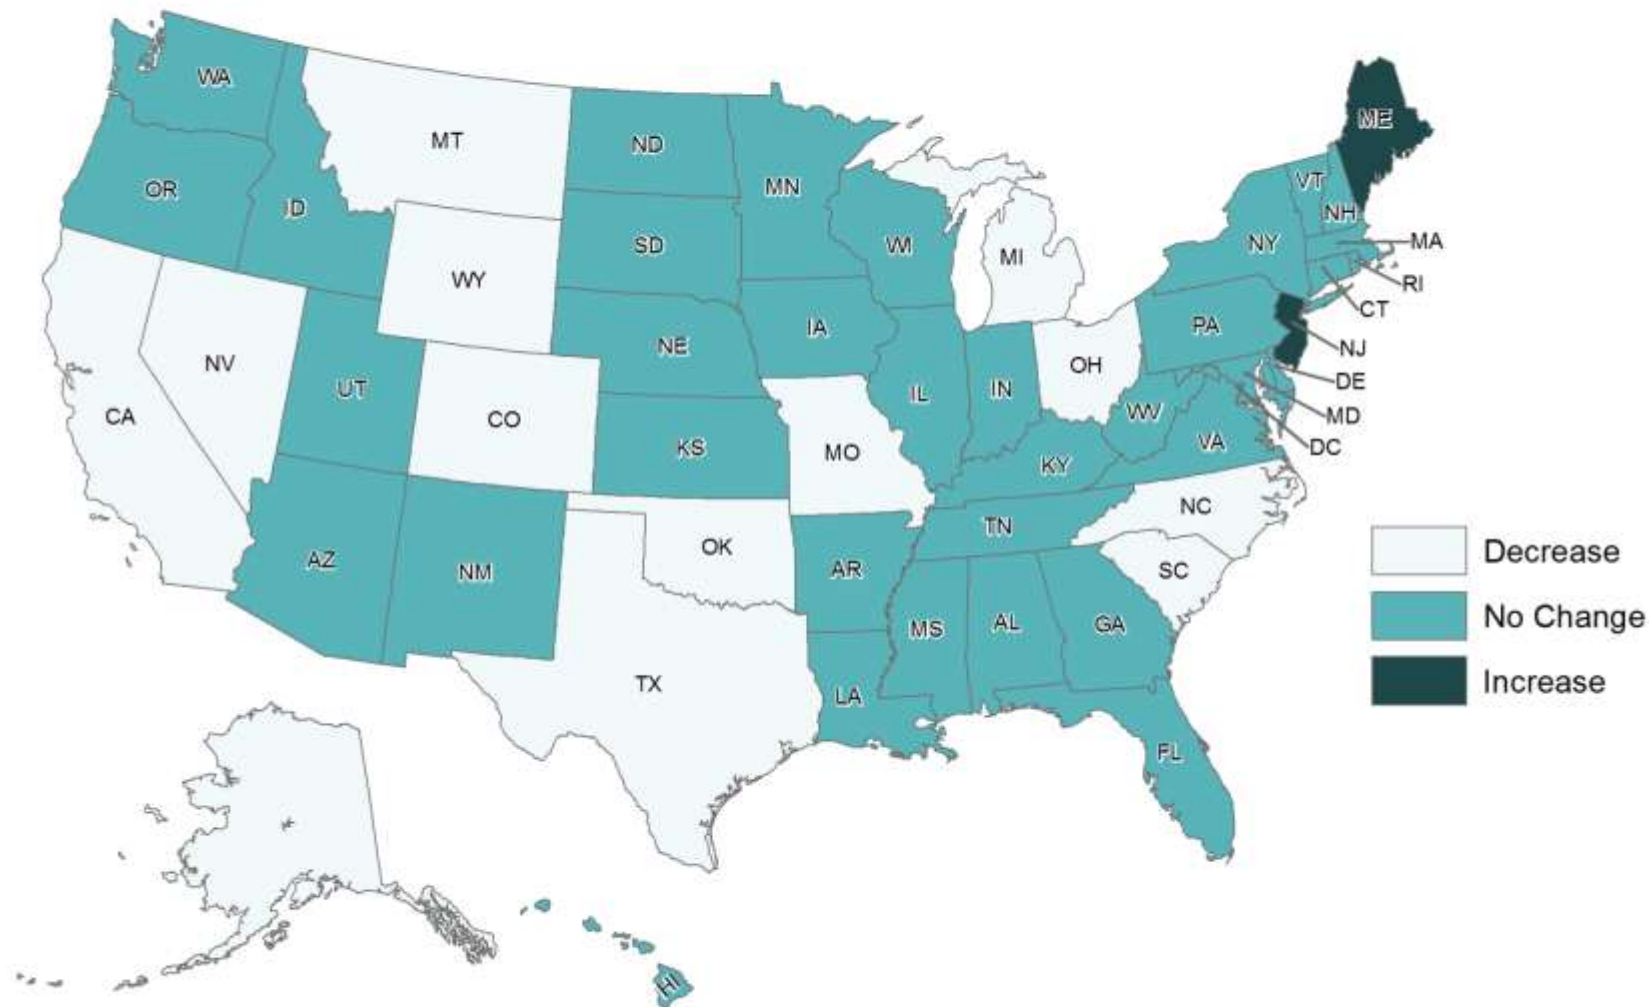 WA
MT
ND
ME
OR
ID
MN
VT
NH
SD
WI
NY
MA
MI
WY
RI
CT
IA
PA
NE
NJ
NV
OH
DE
UT
IL
IN
CA
CO
WV
MD
KS
MO
VA
DC
KY
NC
TN
OK
Decrease
AZ
NM
AR
SC
MS
AL
GA
No Change
TX
LA
Increase
FL
HI